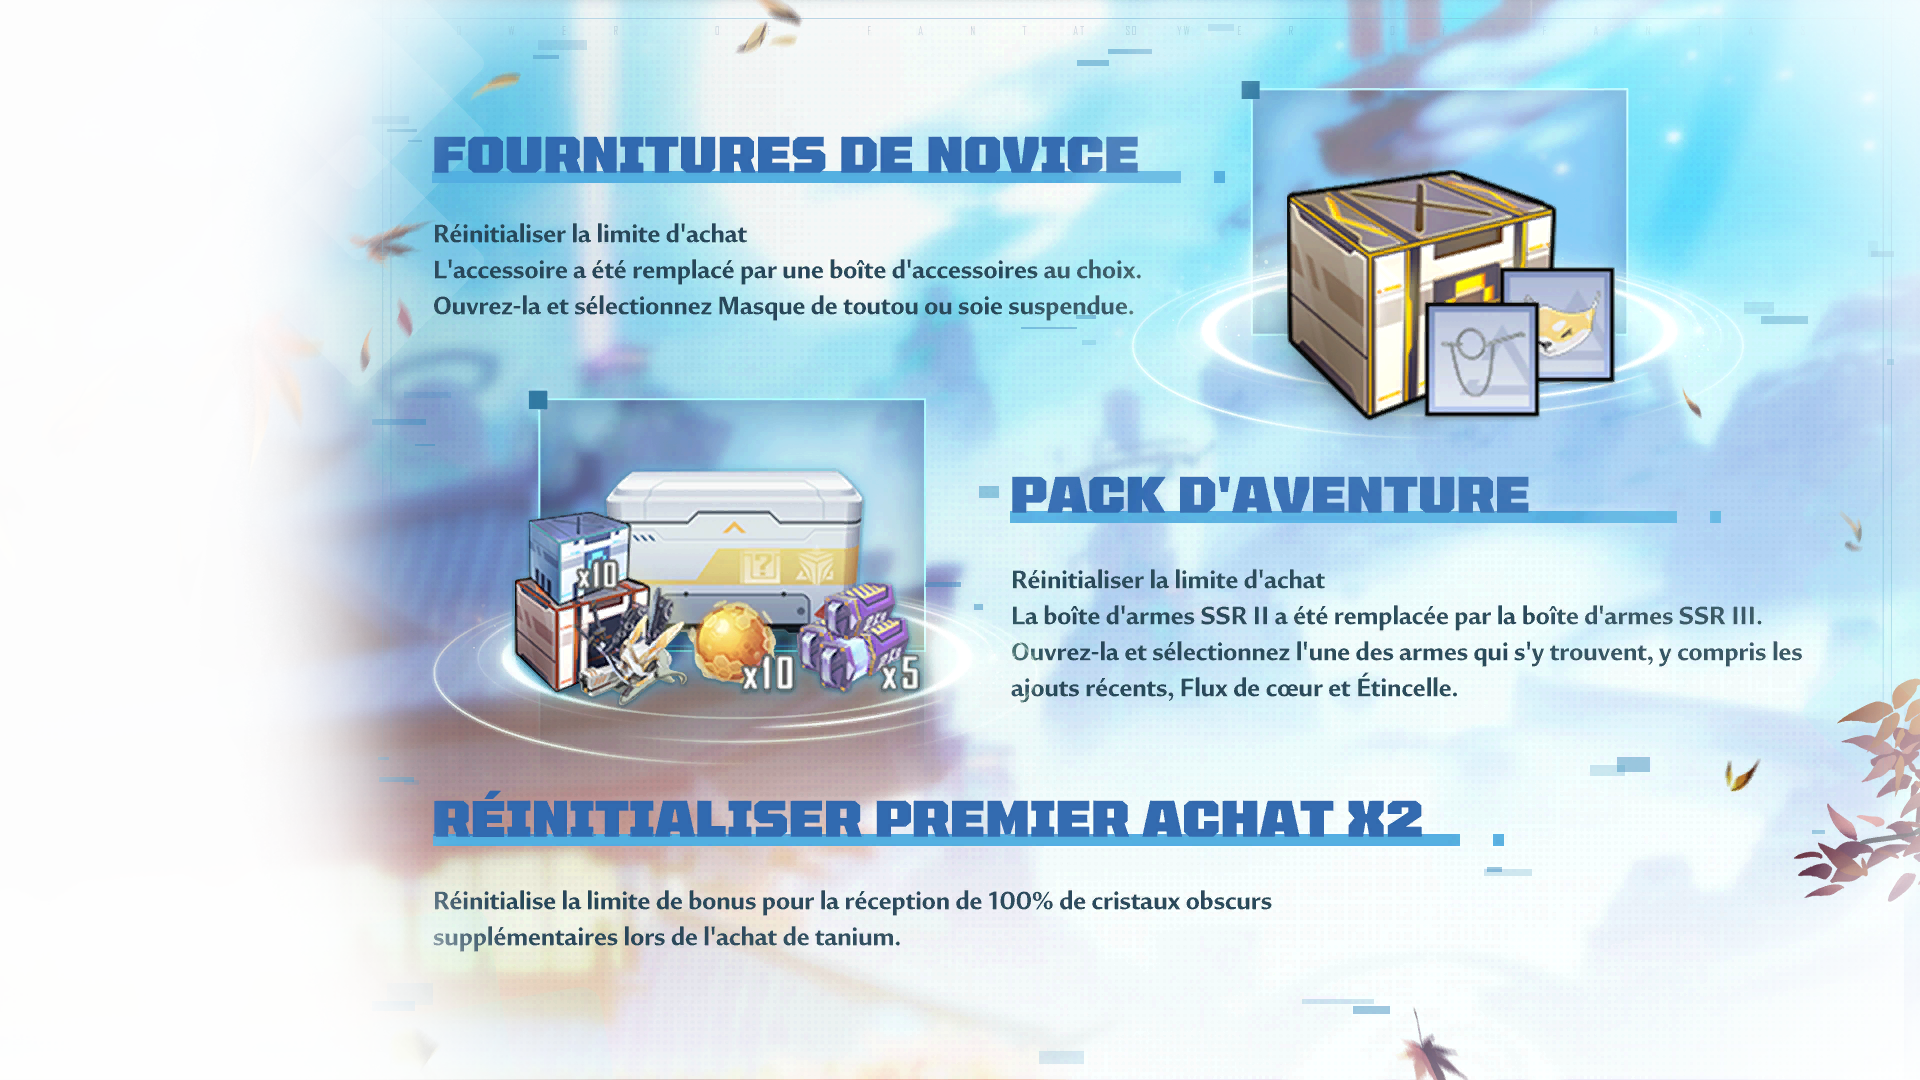 FOURNITURES DE NOVICE
Réinitialiser la limite d'achat
L'accessoire a été remplacé par une boîte d'accessoires au choix.
Ouvrez-la et sélectionnez Masque de toutou ou soie suspendue.
x10
x10
x5
PACK D'AVENTURE
Réinitialiser la limite d'achat
La boîte d'armes SSR II a été remplacée par la boîte d'armes SSR III.
Ouvrez-la et sélectionnez l'une des armes qui s'y trouvent, y compris les
ajouts récents, Flux de cœur et Étincelle.
RÉINITIALISER PREMIER ACHAT X2
Réinitialise la limite de bonus pour la réception de 100% de cristaux obscurs
supplémentaires lors de l'achat de tanium.